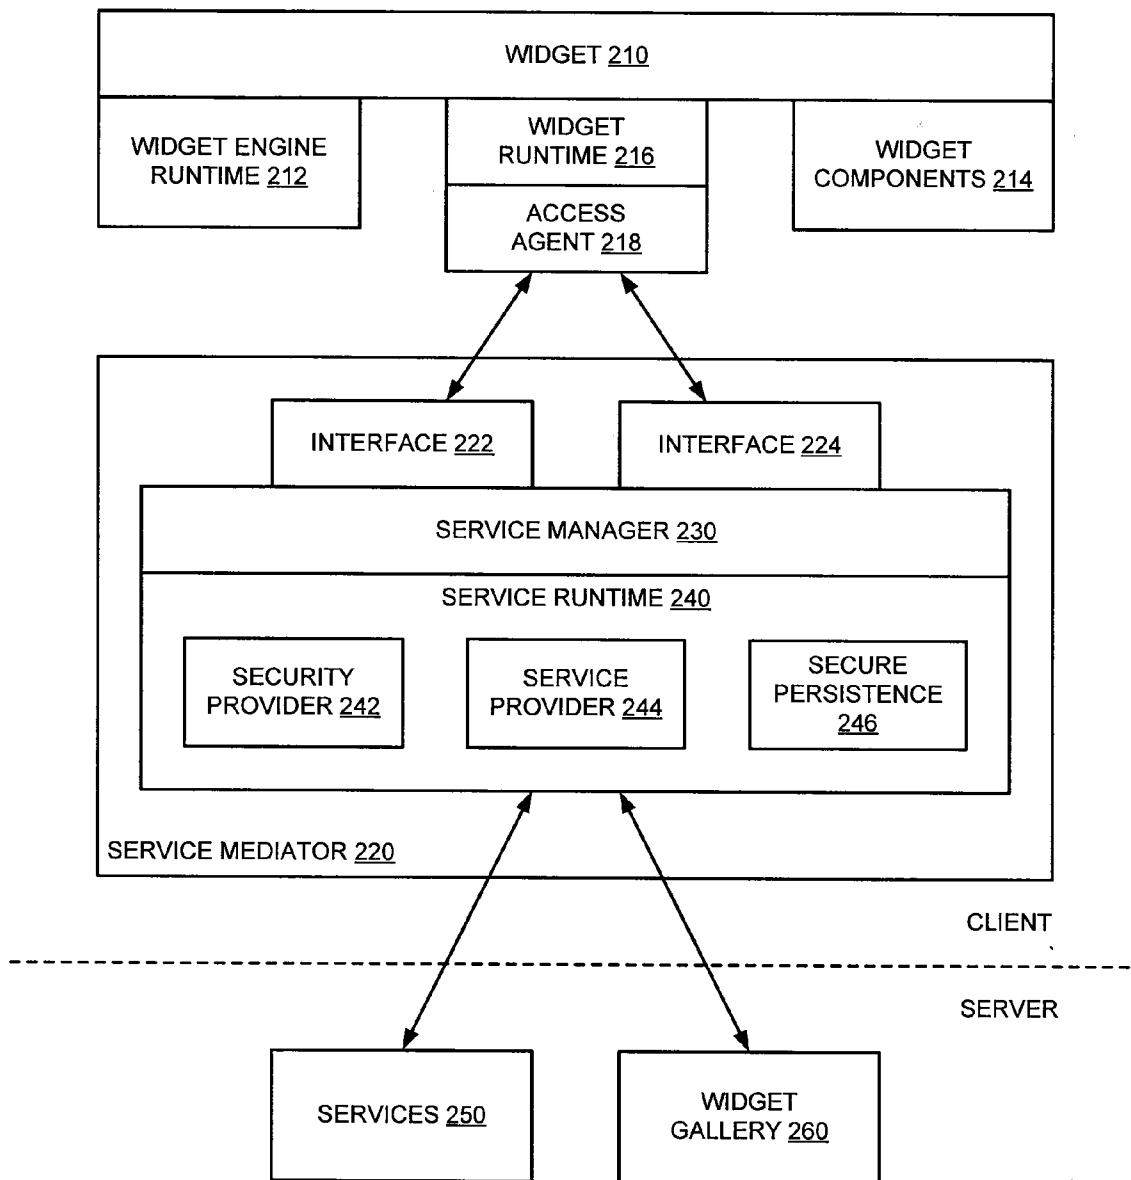 WIDGET 210
WIDGET ENGINE
RUNTIME 212
WIDGET
RUNTIME 216
WIDGET
COMPONENTS 214
ACCESS
AGENT 218
INTERFACE 222
INTERFACE 224
SERVICE MANAGER 230
SERVICE RUNTIME 240
SECURITY
PROVIDER 242
SERVICE
PROVIDER 244
SECURE
PERSISTENCE
246
SERVICE MEDIATOR 220
CLIENT
SERVER
SERVICES 250
WIDGET
GALLERY 260